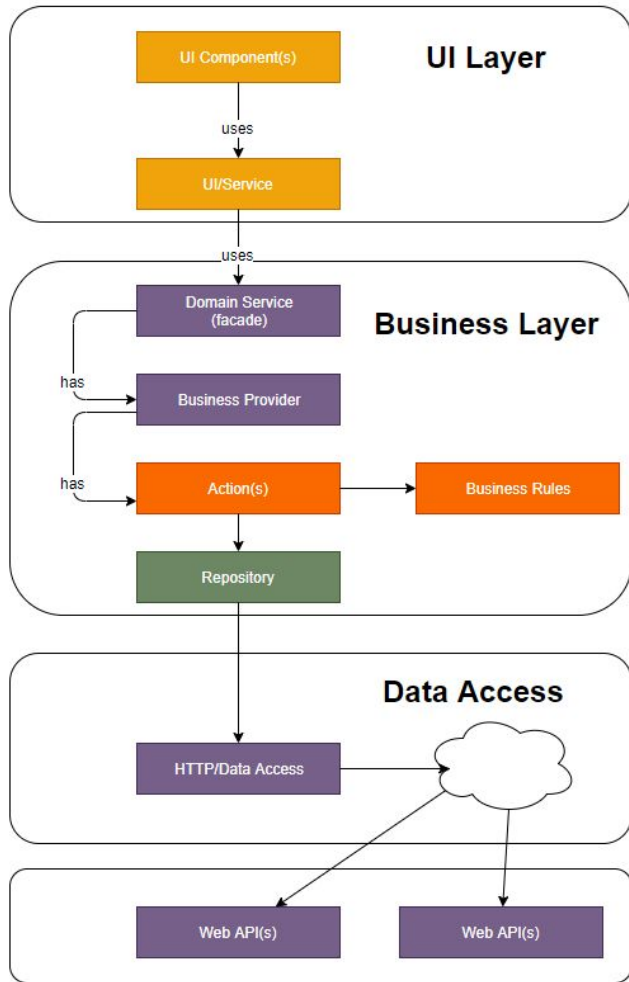 UI Component(s)
UI Layer
uses
UI/Service
uses
Domain Service
(facade)
Business Layer
has
Business Provider
has
Action(s)
Business Rules
Repository
Data Access
HTTP/Data Access
Web API(s)
Web API(s)